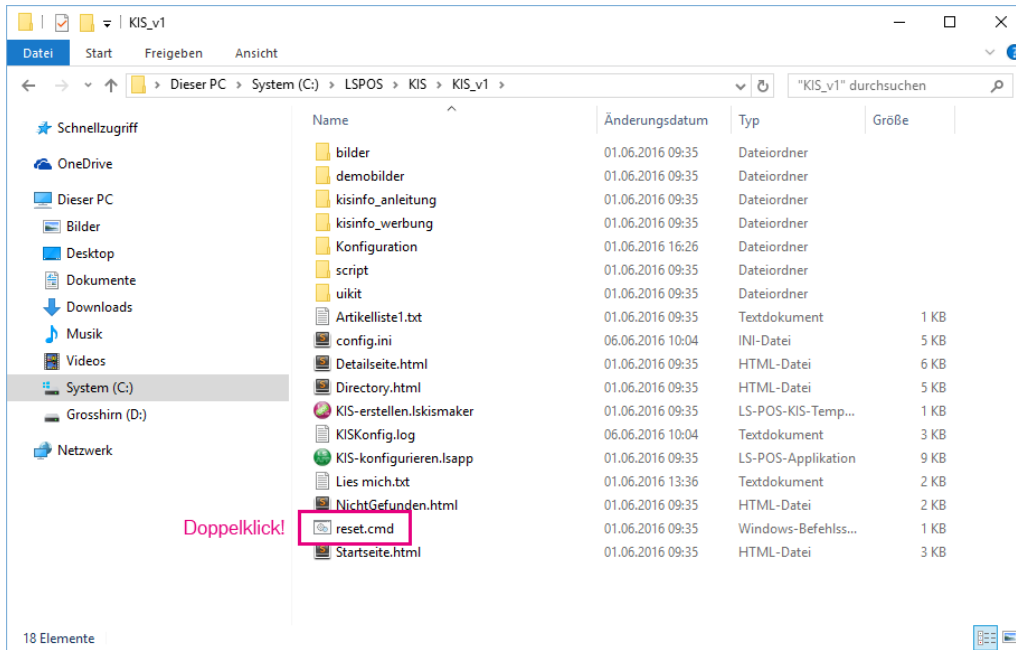 KIS_v1
Datei Start Freigeben Ansicht
Dieser PC > System (C:) > LSPOS > KIS > KIS_v1 >
"KIS_v1" durchsuchen
Name Änderungsdatum Typ Größe
Schnellzugriff
OneDrive
Dieser PC
Bilder
Desktop
Dokumente
Downloads
Musik
Videos
System (C:)
Grosshirn (D:)
Netzwerk
bilder 01.06.2016 09:35 Dateiordner
demobilder 01.06.2016 09:35 Dateiordner
kisinfo_anleitung 01.06.2016 09:35 Dateiordner
kisinfo_werbung 01.06.2016 09:35 Dateiordner
Konfiguration 01.06.2016 16:26 Dateiordner
script 01.06.2016 09:35 Dateiordner
uikit 01.06.2016 09:35 Dateiordner
Artikelliste1.txt 01.06.2016 09:35 Textdokument 1 KB
config.ini 06.06.2016 10:04 INI-Datei 5 KB
Detailseite.html 01.06.2016 09:35 HTML-Datei 6 KB
Directory.html 01.06.2016 09:35 HTML-Datei 5 KB
KIS-erstellen.lskismaker 01.06.2016 09:35 LS-POS-KIS-Temp... 1 KB
KISKonfig.log 06.06.2016 10:04 Textdokument 3 KB
KIS-konfigurieren.lsapp 01.06.2016 09:35 LS-POS-Applikation 9 KB
Lies mich.txt 01.06.2016 13:36 Textdokument 2 KB
NichtGefunden.html 01.06.2016 09:35 HTML-Datei 2 KB
Doppelklick! reset.cmd 01.06.2016 09:35 Windows-Befehlss... 1 KB
Startseite.html 01.06.2016 09:35 HTML-Datei 3 KB
18 Elemente